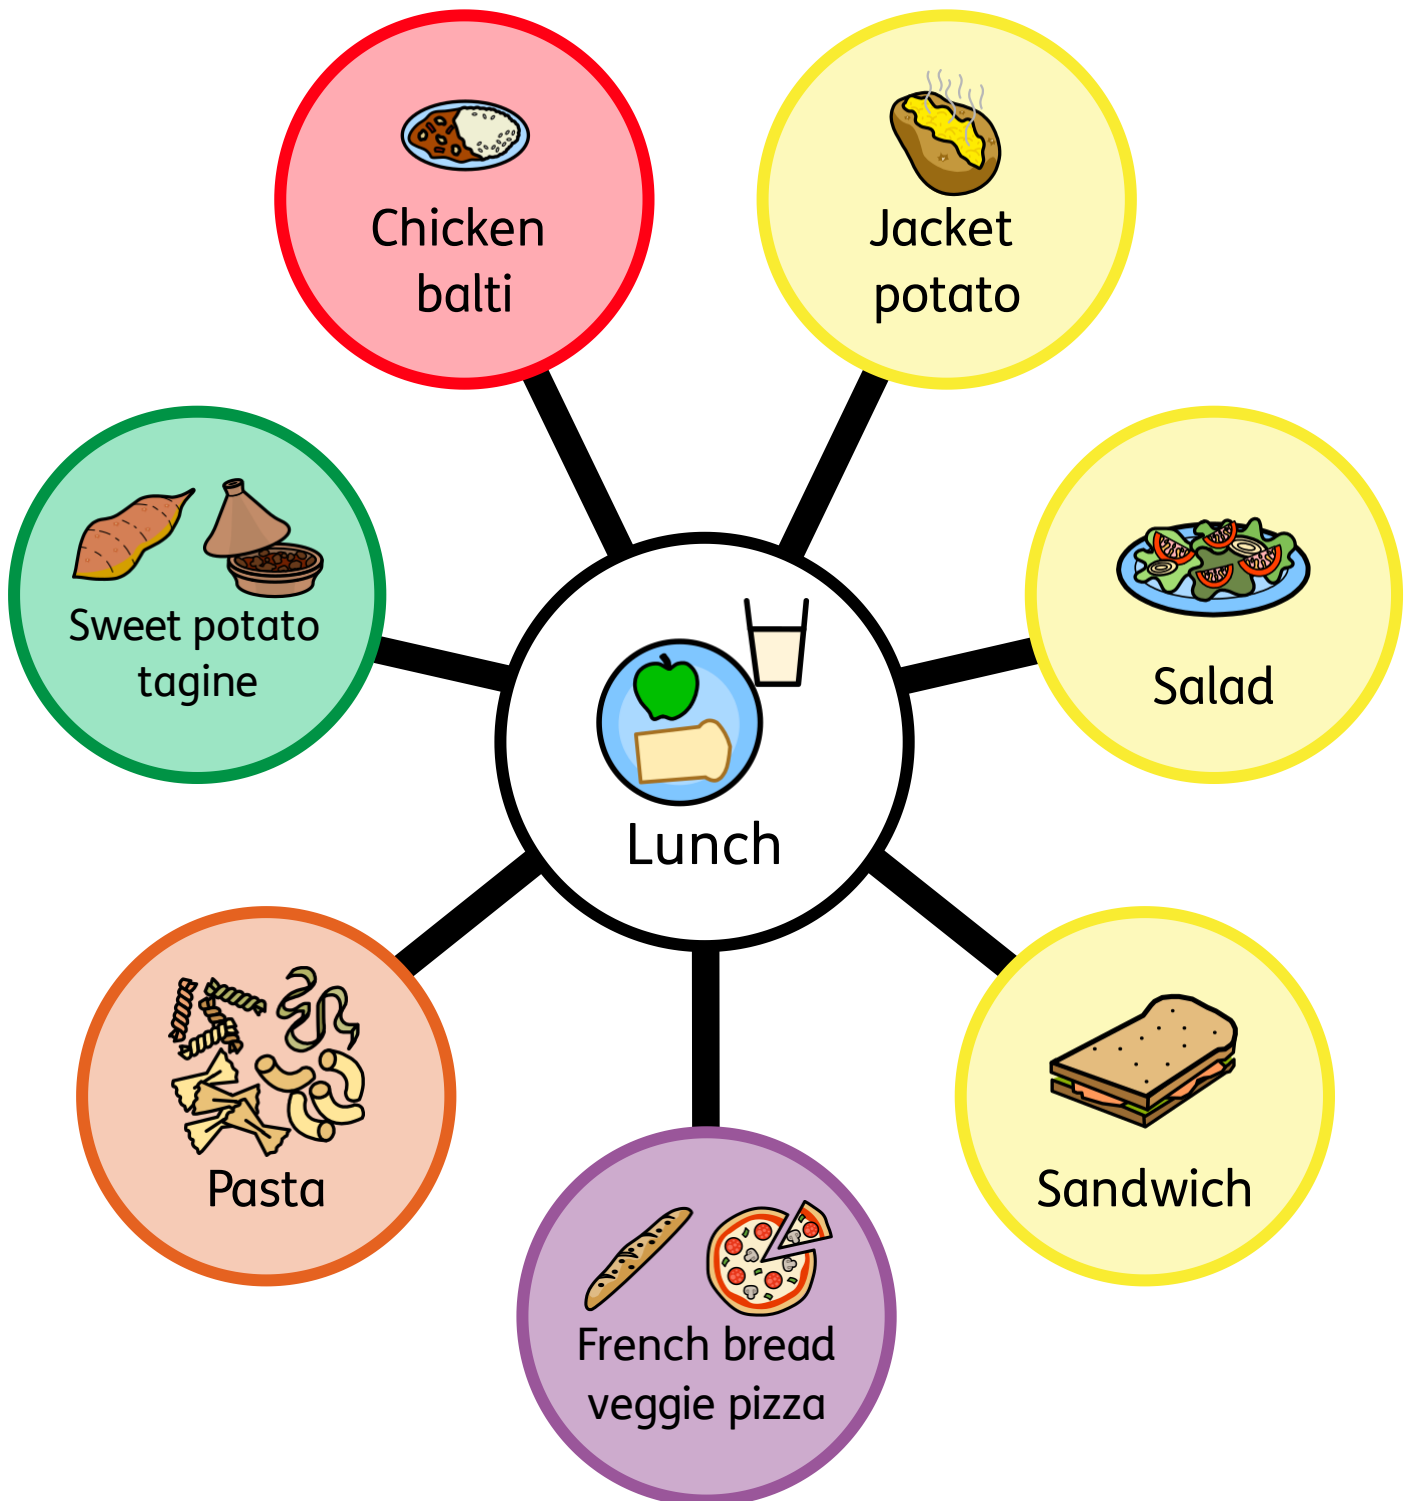 Chicken
balti
Jacket
potato
Sweet potato
tagine
Salad
Lunch
Pasta
Sandwich
French bread
veggie pizza